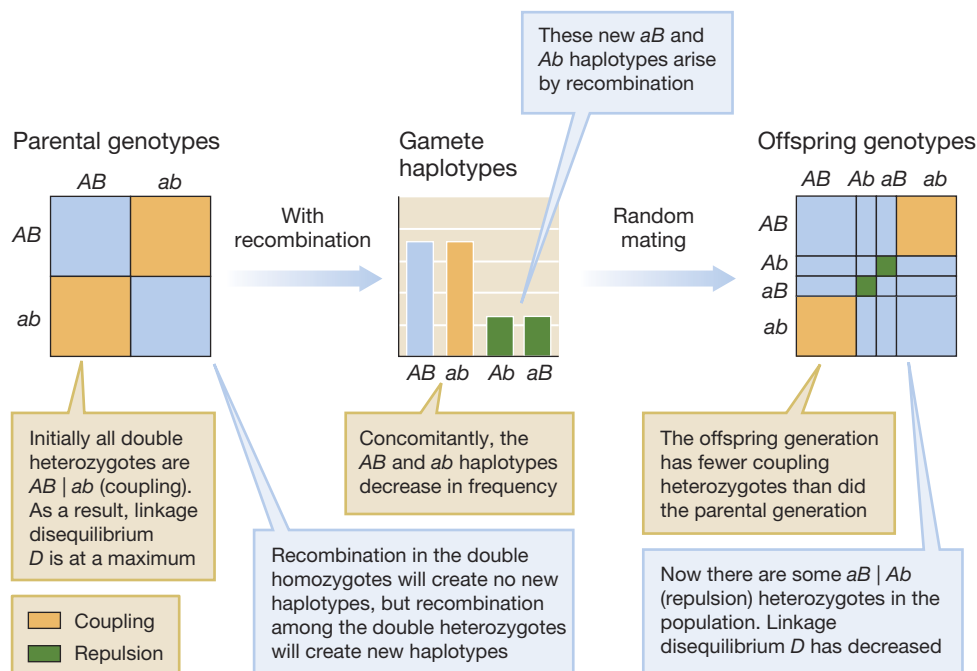 These new aB and
Ab haplotypes arise
by recombination
Parental genotypes
Gamete
haplotypes
Offspring genotypes
AB ab
AB
ab
With
recombination
AB ab Ab aB
Random
mating
AB Ab aB ab
AB
Ab
aB
ab
Initially all double
heterozygotes are
AB | ab (coupling).
As a result, linkage
disequilibrium
D is at a maximum
Concomitantly, the
AB and ab haplotypes
decrease in frequency
The offspring generation
has fewer coupling
heterozygotes than did
the parental generation
Recombination in the double
homozygotes will create no new
haplotypes, but recombination
among the double heterozygotes
will create new haplotypes
Now there are some aB | Ab
(repulsion) heterozygotes in the
population. Linkage
disequilibrium D has decreased
Coupling
Repulsion